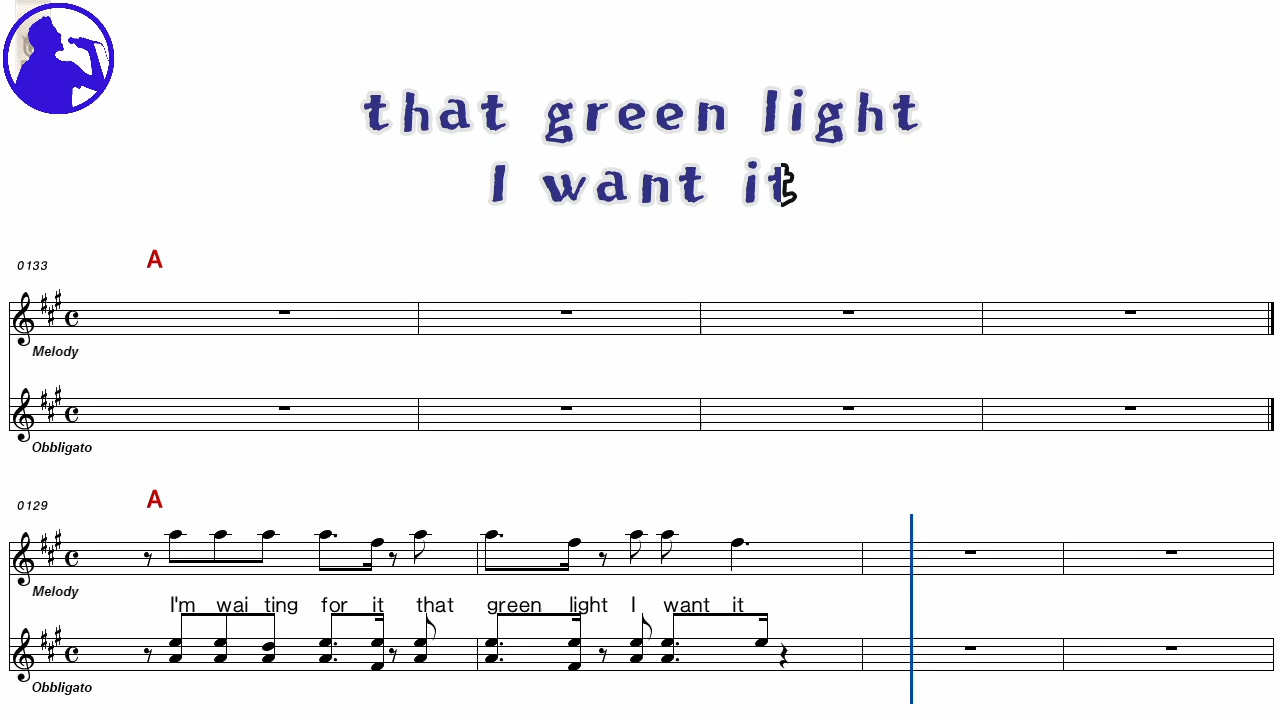 that green light
I want it
0133
A
Melody
Obbligato
0129
A
Melody
I'm wai ting for it that green light I want it
Obbligato